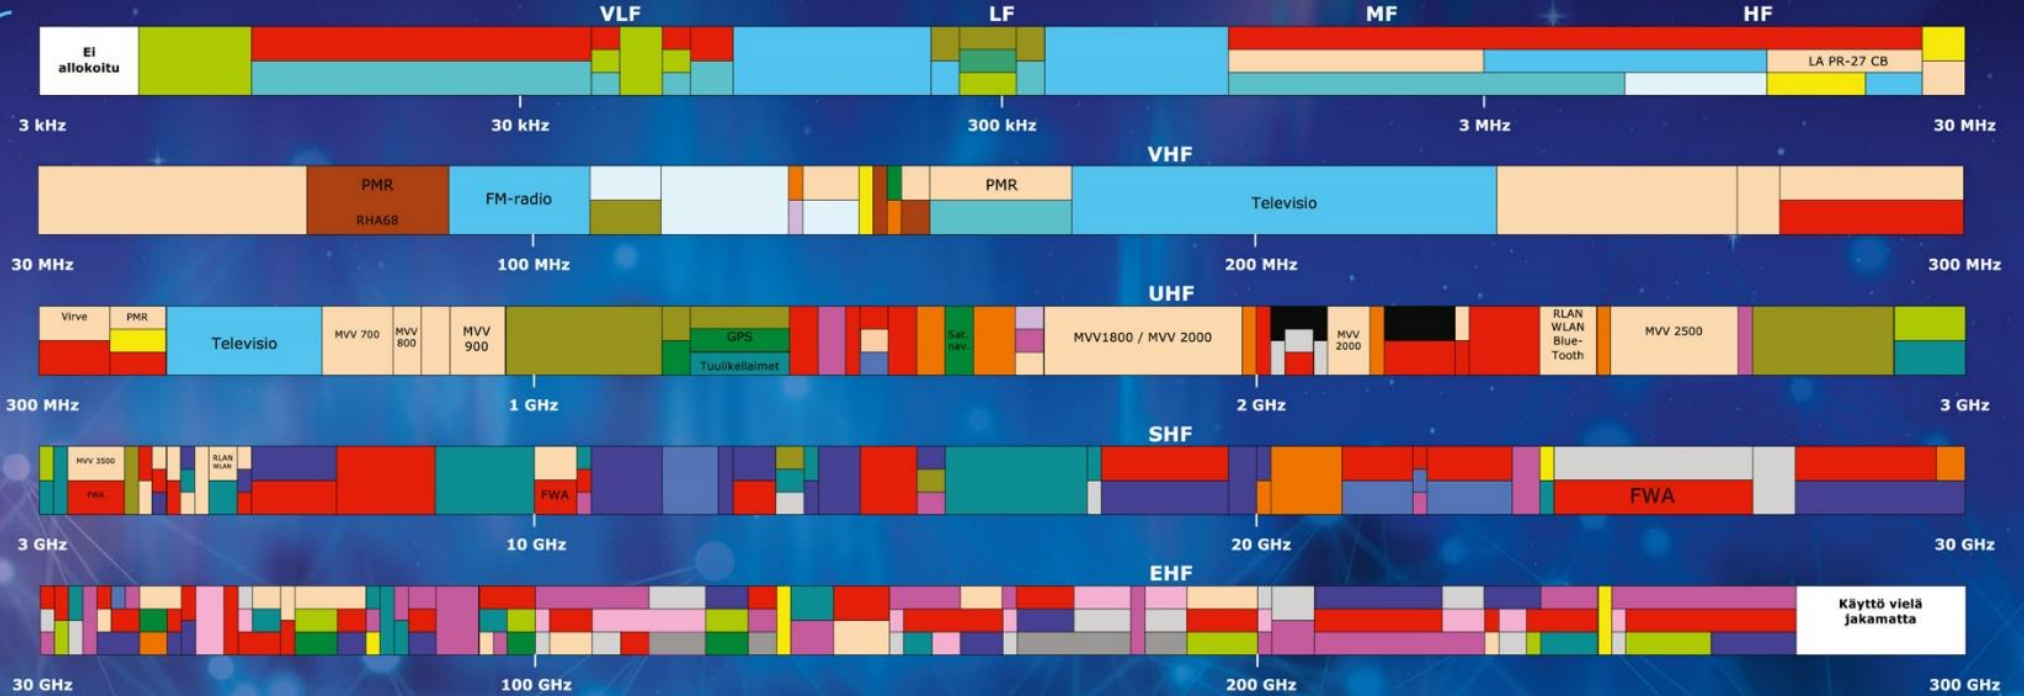 VLF LF MF HF
Ei
allokoitu
LA PR-27 CB
3 kHz 30 kHz 300 kHz 3 MHz 30 MHz
VHF
PMR
RHA68
FM-radio
PMR
Televisio
30 MHz 100 MHz 200 MHz 300 MHz
UHF
Virve
PMR
Televisio
MVV 700
MVV
800
MVV
900
GPS
Tuulikeilaimet
Sat.
nav.
MVV1800 / MVV 2000
MVV
2000
RLAN
WLAN
Blue-
Tooth
MVV 2500
300 MHz 1 GHz 2 GHz 3 GHz
SHF
MVV 3500
FWA
RLAN
WLAN
FWA
FWA
3 GHz 10 GHz 20 GHz 30 GHz
EHF
Käyttö vielä
jakamatta
30 GHz 100 GHz 200 GHz 300 GHz